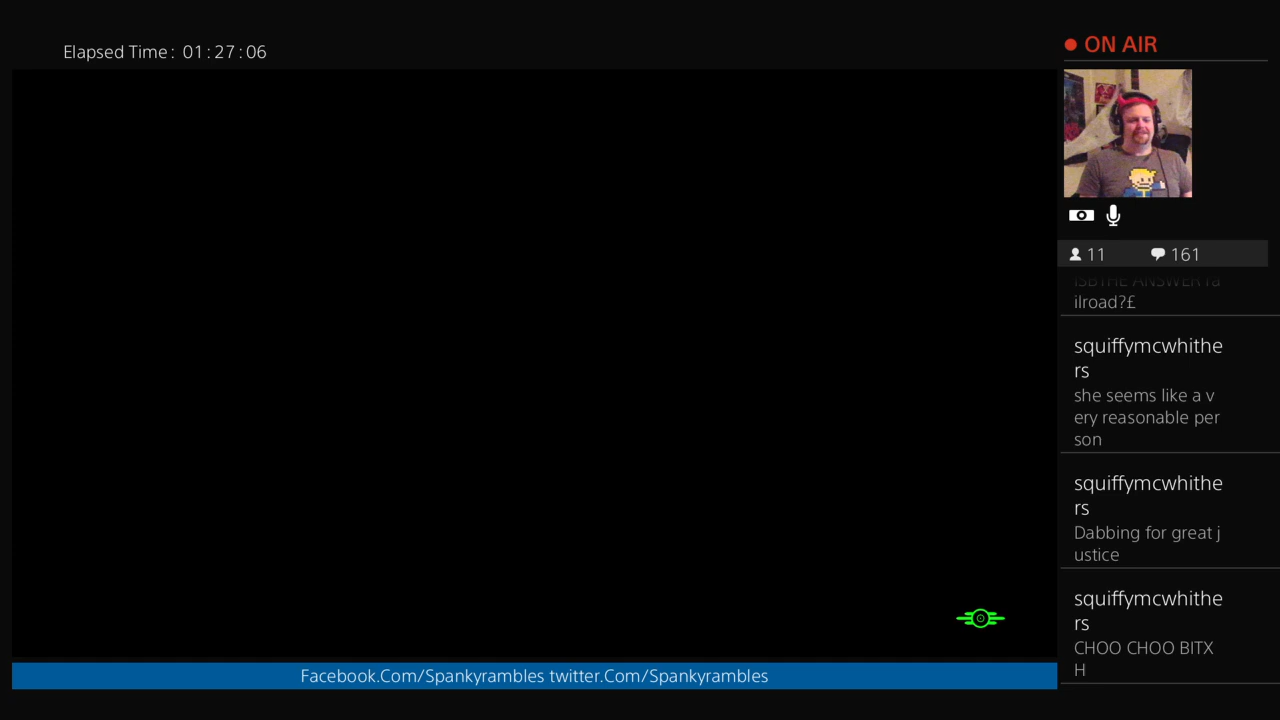 Elapsed Time: 01:27:06
ON AIR
11 161
ilroad?£
squiffymcwhithe
rs
she seems like a v
ery reasonable per
son
squiffymcwhithe
rs
Dabbing for great j
ustice
squiffymcwhithe
rs
CHOO CHOO BITX
H
Facebook.Com/Spankyrambles twitter.Com/Spankyrambles